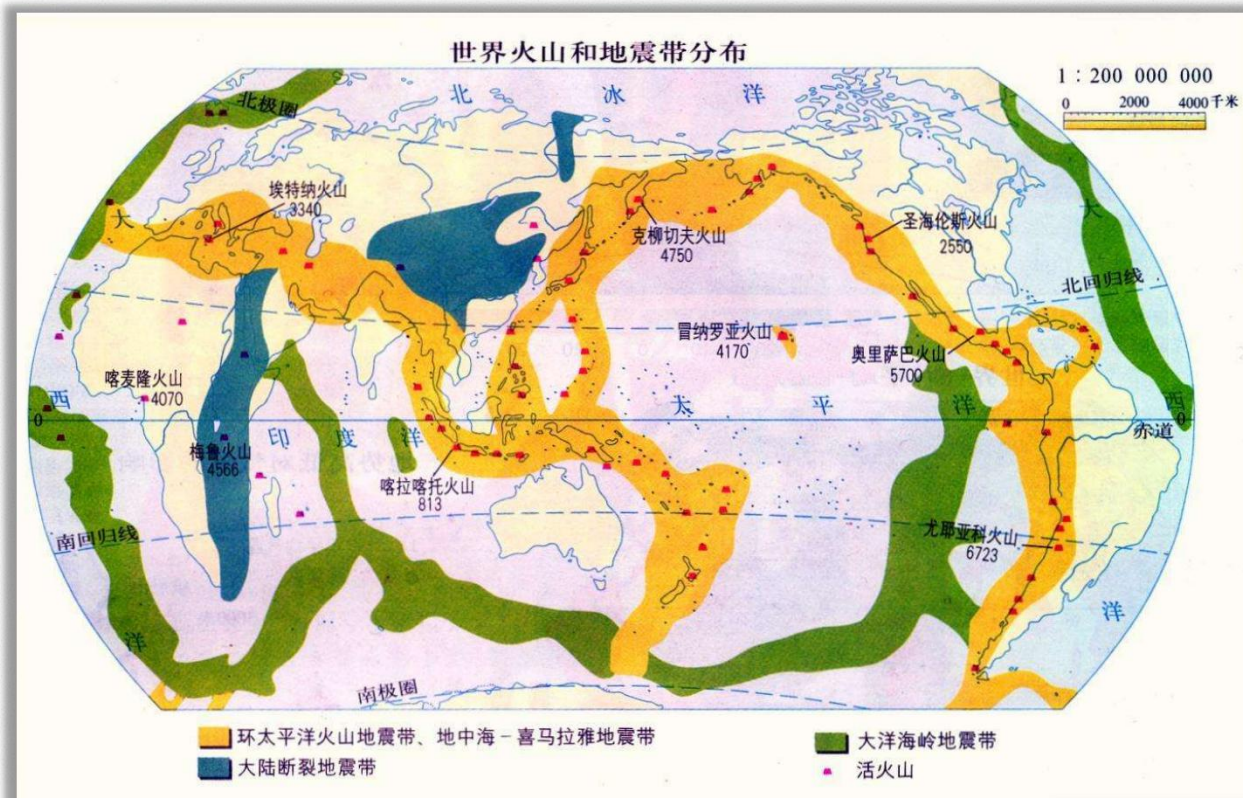 世界火山和地震带分布
1：200 000 000
0 2000 4000千米
北冰洋
北极圈
大
埃特纳火山
3340
克柳切夫火山
4750
圣海伦斯火山
2550
大
北回归线
冒纳罗亚火山
4170
奥里萨巴火山
5700
喀麦隆火山
4070
西
0
印度洋
太平洋
西
0
赤道
梅鲁火山
4566
喀拉喀托火山
813
南回归线
尤耶亚科火山
6723
洋
洋
南极圈
环太平洋火山地震带、地中海－喜马拉雅地震带
大洋海岭地震带
大陆断裂地震带
活火山